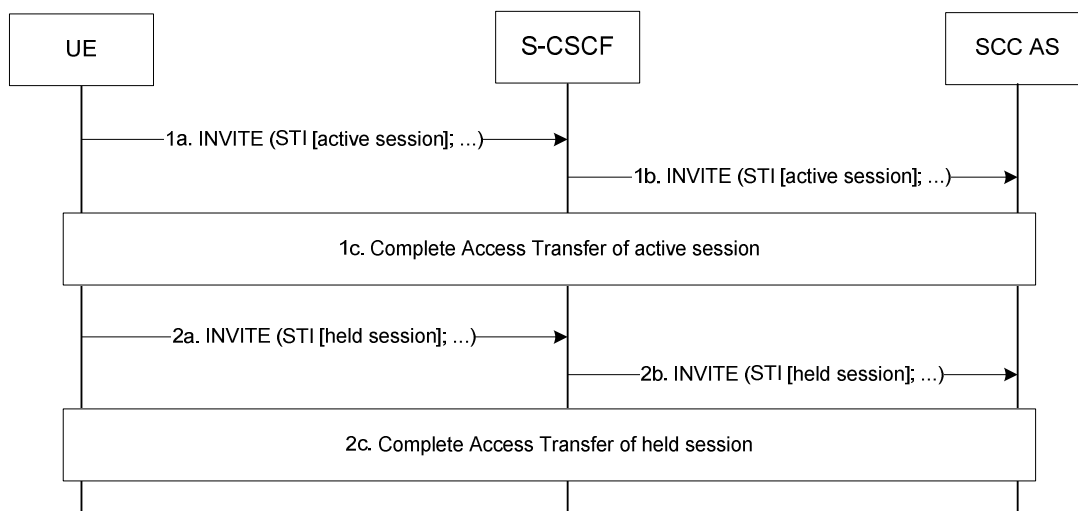 UE
S-CSCF
SCC AS
1a. INVITE (STI [active session]; ...)
1b. INVITE (STI [active session]; ...)
1c. Complete Access Transfer of active session
2a. INVITE (STI [held session]; ...)
2b. INVITE (STI [held session]; ...)
2c. Complete Access Transfer of held session